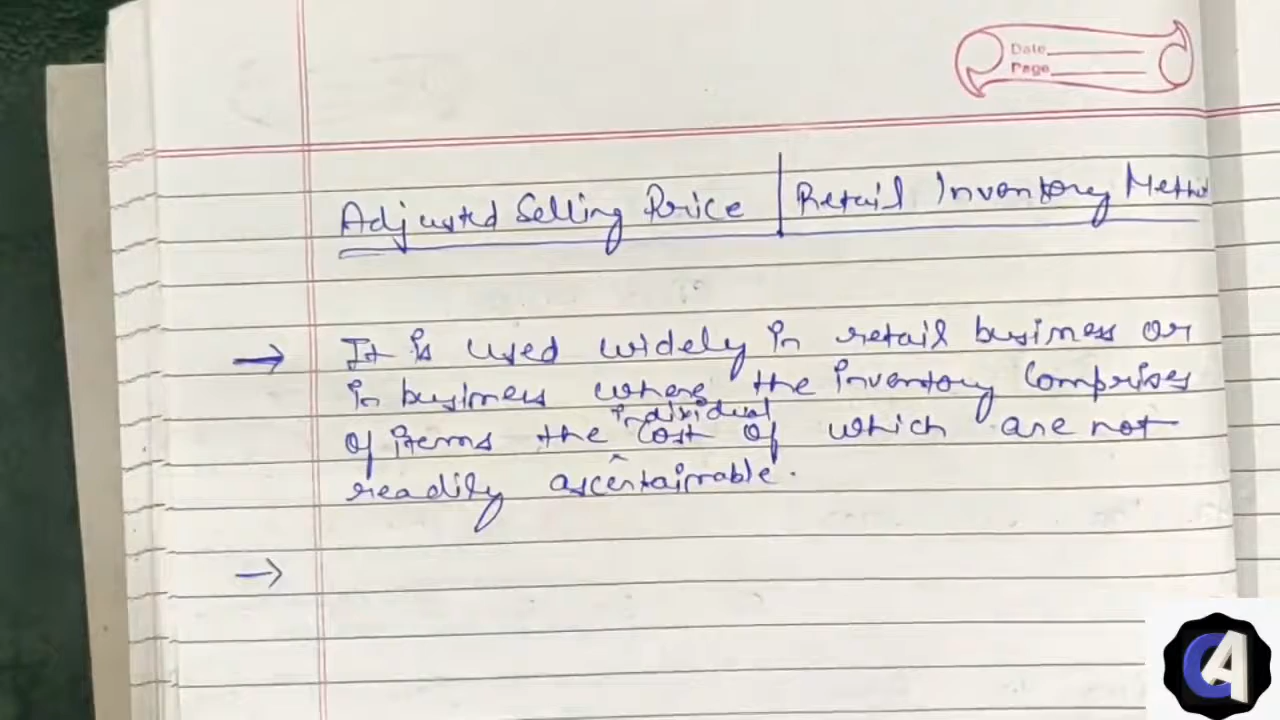 Date
Page
Adjusted Selling Price | Retail Inventory Metho
→ It is used widely in retail business or
in business where the inventory comprises
individual
of items the ^ cost of which are not
readily ascertainable.
→
CA